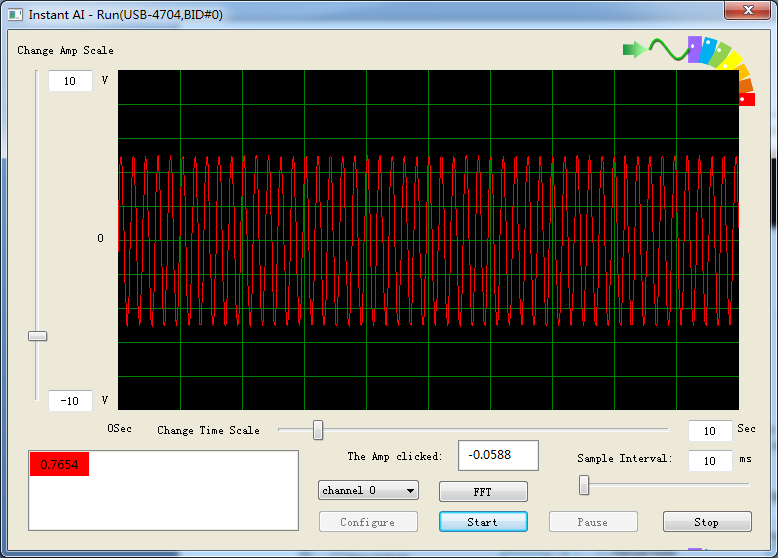 Instant AI - Run(USB-4704,BID#0)
Change Amp Scale
10 V
0
-10 V
0Sec Change Time Scale 10 Sec
0.7654
The Amp clicked: -0.0588
Sample Interval: 10 ms
channel 0 FFT
Configure Start Pause Stop